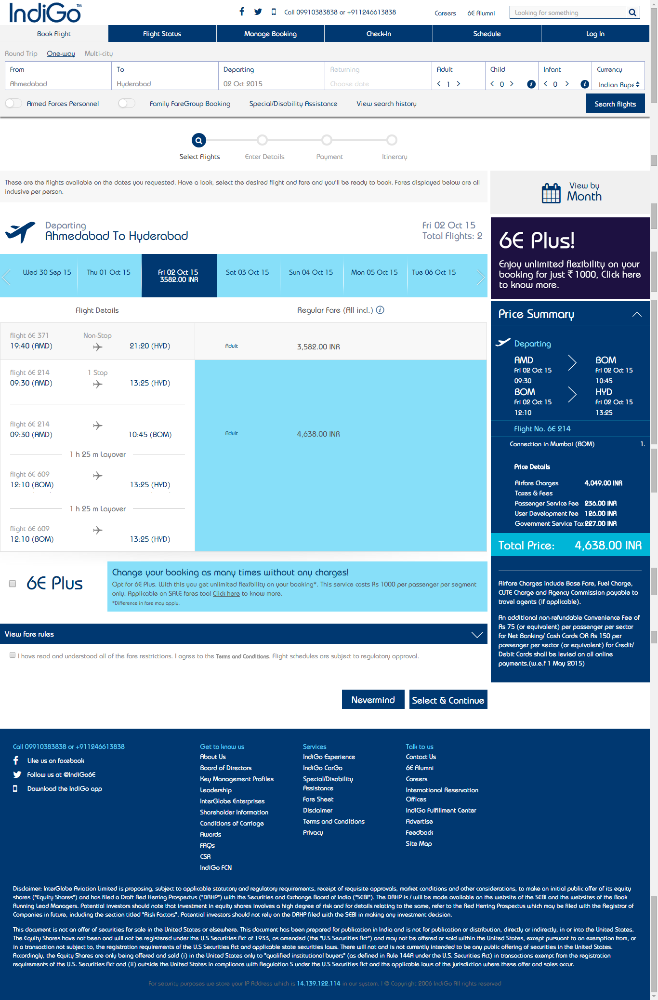 IndiGo™
Call 09910383838 or +911246613838
Careers 6E Alumni
Looking for something
Book Flight Flight Status Manage Booking Check-In Schedule Log In
Round Trip One-way Multi-city
From To Departing Returning Adult Child Infant Currency
Ahmedabad Hyderabad 02 Oct 2015 Choose date < 1 > < 0 > i < 0 > i Indian Rupe
Armed Forces Personnel Family FareGroup Booking Special/Disability Assistance View search history Search flights
Select Flights Enter Details Payment Itinerary
These are the flights available on the dates you requested. Have a look, select the desired flight and fare and you'll be ready to book. Fares displayed below are all
inclusive per person.
View by
Month
Departing
Ahmedabad To Hyderabad
Fri 02 Oct 15
Total Flights: 2
Wed 30 Sep 15 Thu 01 Oct 15 Fri 02 Oct 15 Sat 03 Oct 15 Sun 04 Oct 15 Mon 05 Oct 15 Tue 06 Oct 15
3582.00 INR
Flight Details Regular Fare (All incl.) i
flight 6E 371 Non-Stop
19:40 (AMD) 21:20 (HYD) Adult 3,582.00 INR
flight 6E 214 1 Stop
09:30 (AMD) 13:25 (HYD)
flight 6E 214
09:30 (AMD) 10:45 (BOM) Adult 4,638.00 INR
1 h 25 m Layover
flight 6E 609
12:10 (BOM) 13:25 (HYD)
1 h 25 m Layover
flight 6E 609
12:10 (BOM) 13:25 (HYD)
6E Plus
Change your booking as many times without any charges!
Opt for 6E Plus. With this you get unlimited flexibility on your booking*. This service costs Rs 1000 per passenger per segment
only. Applicable on SALE fares too! Click here to know more.
*Difference in fare may apply.
View fare rules
I have read and understood all of the fare restrictions. I agree to the Terms and Conditions. Flight schedules are subject to regulatory approval.
Nevermind Select & Continue
6E Plus!
Enjoy unlimited flexibility on your
booking for just ₹ 1000, Click here
to know more.
Price Summary
Departing
AMD BOM
Fri 02 Oct 15 Fri 02 Oct 15
09:30 10:45
BOM HYD
Fri 02 Oct 15 Fri 02 Oct 15
12:10 13:25
Flight No. 6E 214
Connection in Mumbai (BOM) 1.
Price Details
Airfare Charges 4,049.00 INR
Taxes & Fees
Passenger Service Fee 236.00 INR
User Development fee 126.00 INR
Government Service Tax 227.00 INR
Total Price: 4,638.00 INR
Airfare Charges include Base Fare, Fuel Charge,
CUTE Charge and Agency Commission payable to
travel agents (if applicable).
An additional non-refundable Convenience Fee of
Rs 75 (or equivalent) per passenger per sector
for Net Banking/ Cash Cards OR Rs 150 per
passenger per sector (or equivalent) for Credit/
Debit Cards shall be levied on all online
payments.(w.e.f 1 May 2015)
Call 09910383838 or +911246613838
Like us on facebook
Follow us at @IndiGo6E
Download the IndiGo app
Get to know us
About Us
Board of Directors
Key Management Profiles
Leadership
InterGlobe Enterprises
Shareholder Information
Conditions of Carriage
Awards
FAQs
CSR
IndiGo FCN
Services
IndiGo Experience
IndiGo CarGo
Special/Disability
Assistance
Fare Sheet
Disclaimer
Terms and Conditions
Privacy
Talk to us
Contact Us
6E Alumni
Careers
International Reservation
Offices
IndiGo Fulfillment Center
Advertise
Feedback
Site Map
Disclaimer: InterGlobe Aviation Limited is proposing, subject to applicable statutory and regulatory requirements, receipt of requisite approvals, market conditions and other considerations, to make an initial public offer of its equity
shares ("Equity Shares") and has filed a Draft Red Herring Prospectus ("DRHP") with the Securities and Exchange Board of India ("SEBI"). The DRHP is / will be made available on the website of the SEBI and the websites of the Book
Running Lead Managers. Potential investors should note that investment in equity shares involves a high degree of risk and for details relating to the same, refer to the Red Herring Prospectus which may be filed with the Registrar of
Companies in future, including the section titled "Risk Factors". Potential investors should not rely on the DRHP filed with the SEBI in making any investment decision.
This document is not an offer of securities for sale in the United States or elsewhere. This document has been prepared for publication in India and is not for publication or distribution, directly or indirectly, in or into the United States.
The Equity Shares have not been and will not be registered under the U.S Securities Act of 1933, as amended (the "U.S Securities Act") and may not be offered or sold within the United States, except pursuant to an exemption from, or
in a transaction not subject to, the registration requirements of the U.S Securities Act and applicable state securities laws. There will not and is not currently intended to be any public offering of securities in the United States.
Accordingly, the Equity Shares are only being offered and sold (i) in the United States only to "qualified institutional buyers" (as defined in Rule 144A under the U.S. Securities Act) in transactions exempt from the registration
requirements of the U.S. Securities Act and (ii) outside the United States in compliance with Regulation S under the U.S Securities Act and the applicable laws of the jurisdiction where these offer and sales occur.
For security purposes we store your IP Address which is 14.139.122.114 in our system. | © Copyright 2006 IndiGo All rights reserved